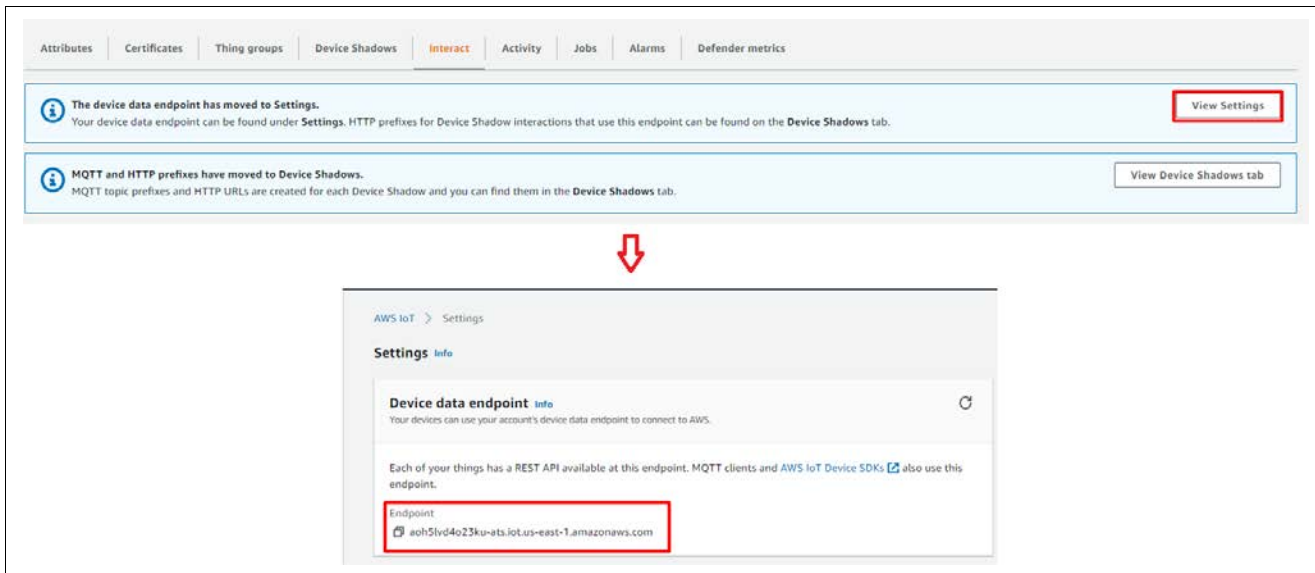 Attributes Certificates Thing groups Device Shadows Interact Activity Jobs Alarms Defender metrics
The device data endpoint has moved to Settings.
View Settings
Your device data endpoint can be found under Settings. HTTP prefixes for Device Shadow interactions that use this endpoint can be found on the Device Shadows tab.
MQTT and HTTP prefixes have moved to Device Shadows.
View Device Shadows tab
MQTT topic prefixes and HTTP URLs are created for each Device Shadow and you can find them in the Device Shadows tab.
AWS IoT > Settings
Settings Info
Device data endpoint Info
Your devices can use your account's device data endpoint to connect to AWS.
Each of your things has a REST API available at this endpoint. MQTT clients and AWS IoT Device SDKs also use this
endpoint.
Endpoint
aoh5lvd4o23ku-ats.iot.us-east-1.amazonaws.com